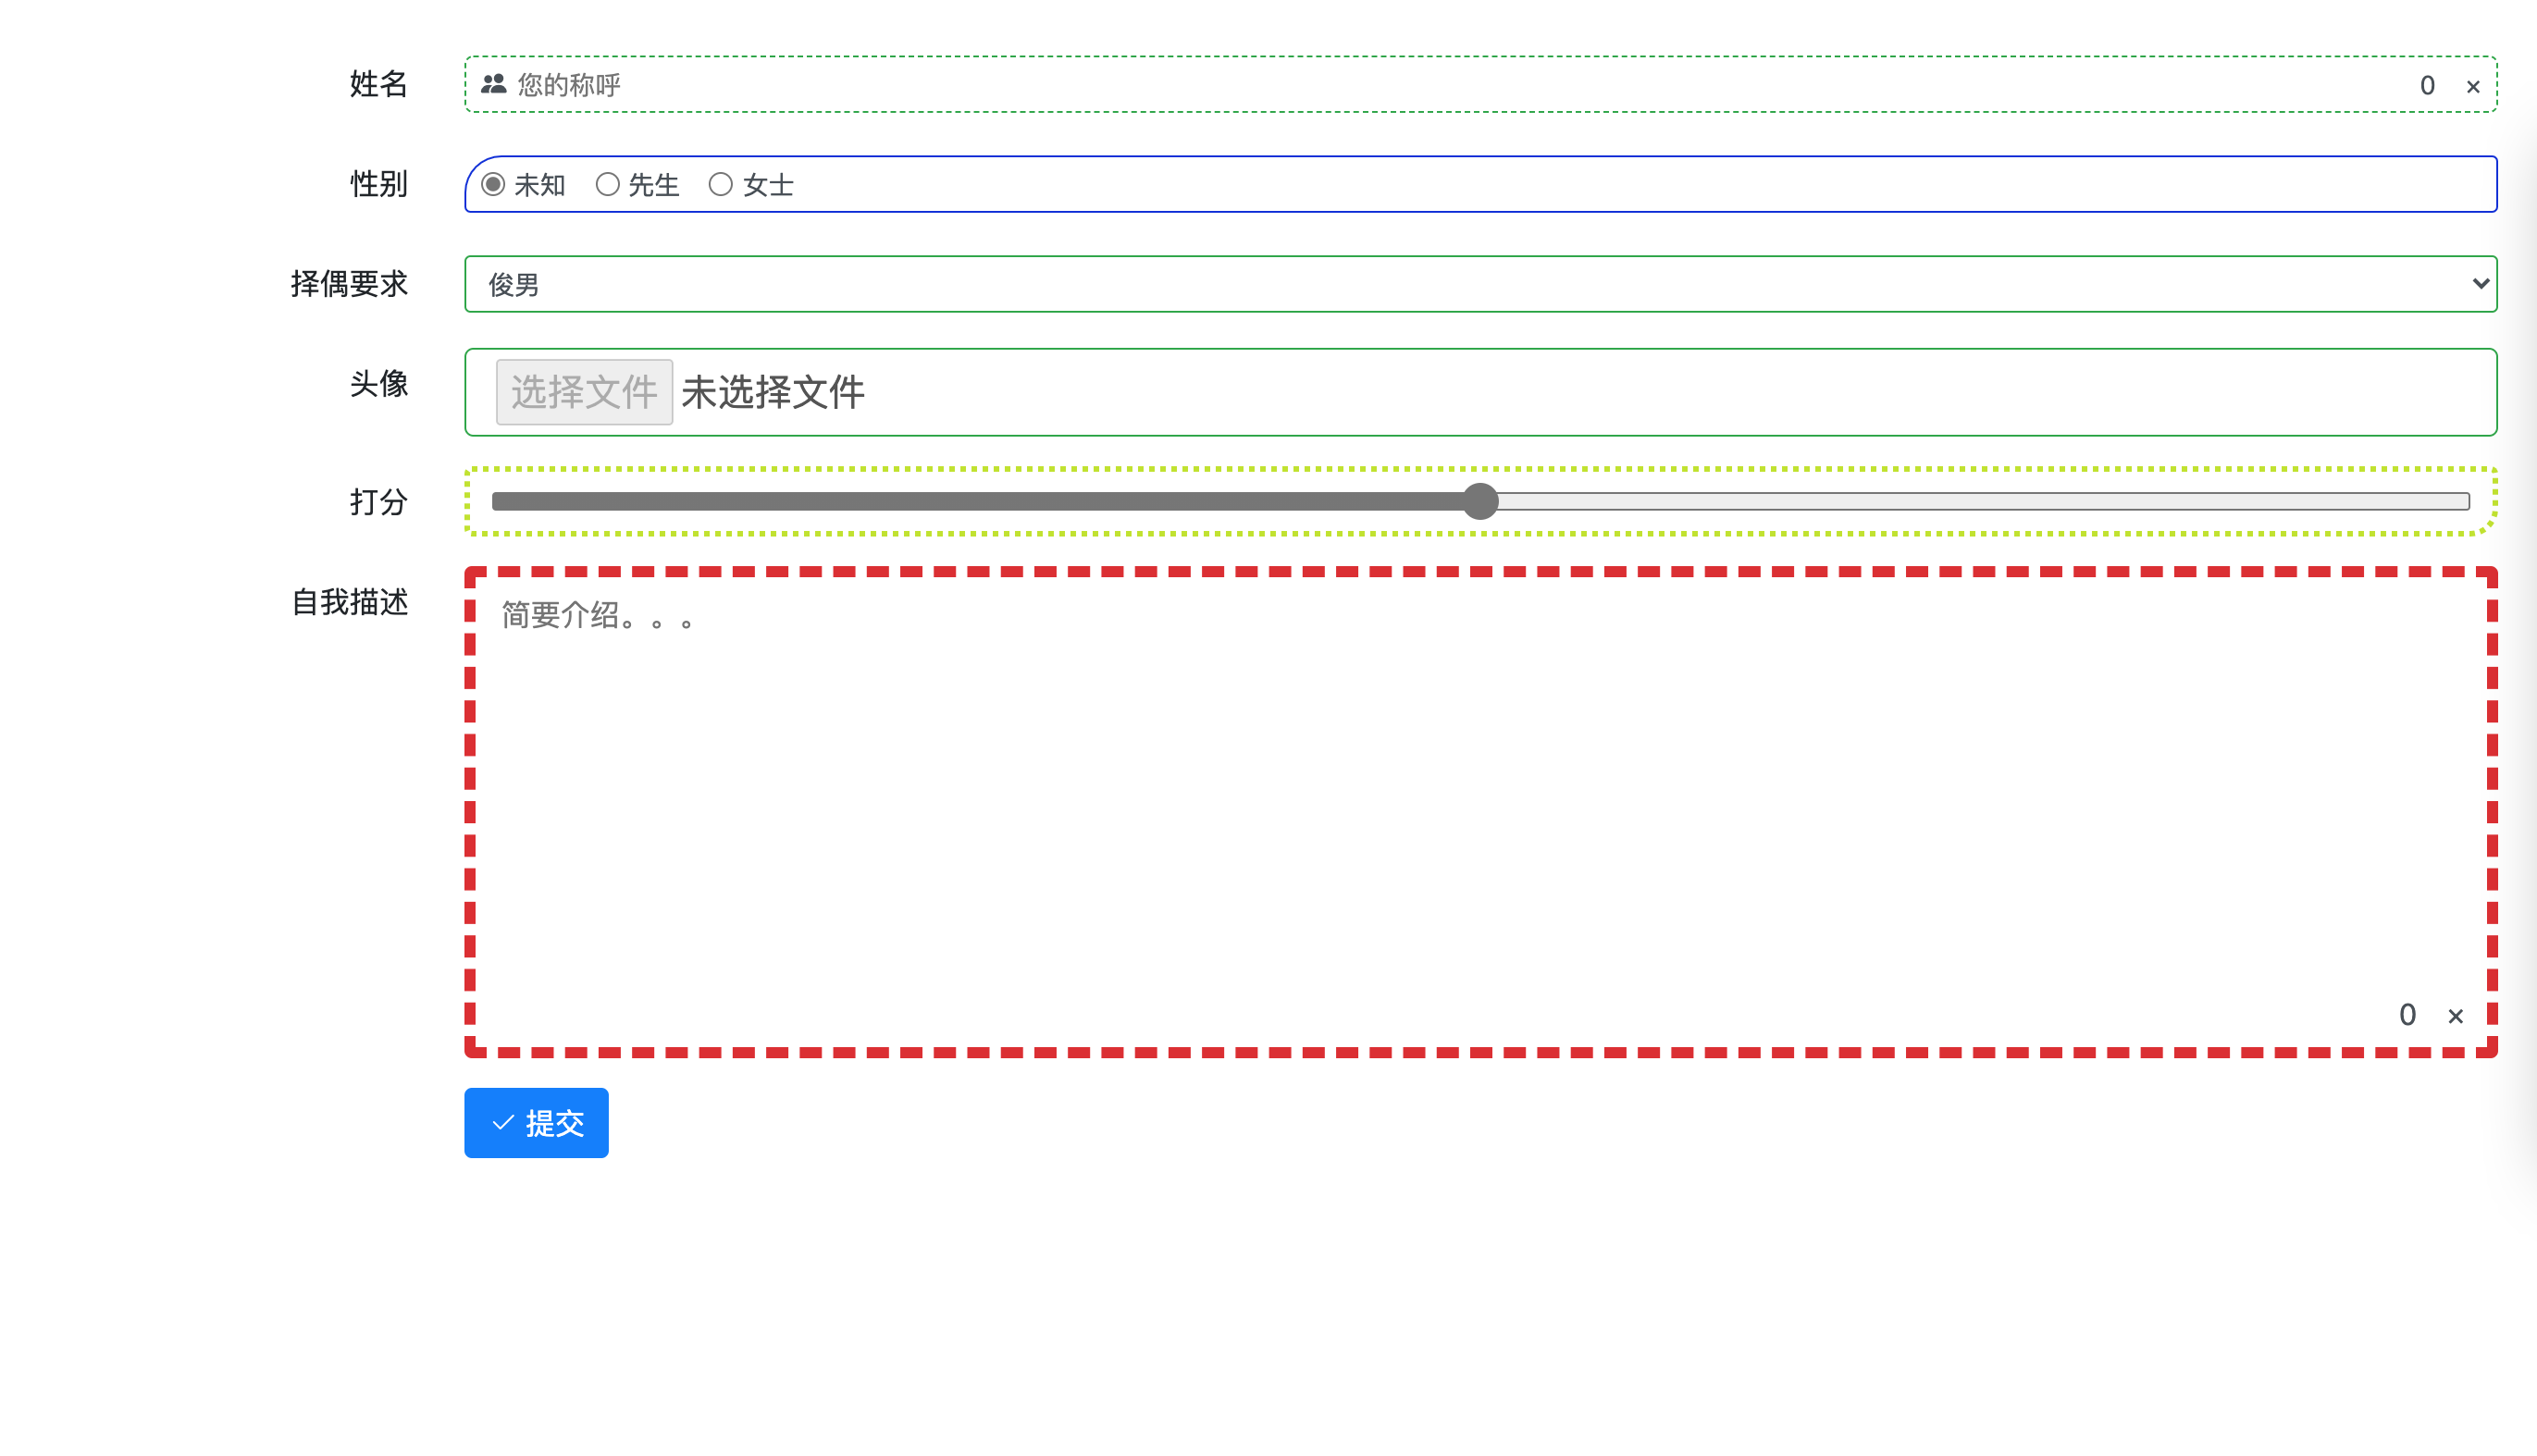 姓名 您的称呼 0 ×
性别 未知 先生 女士
择偶要求 俊男
头像 选择文件 未选择文件
打分
自我描述 简要介绍。。。
0 ×
提交